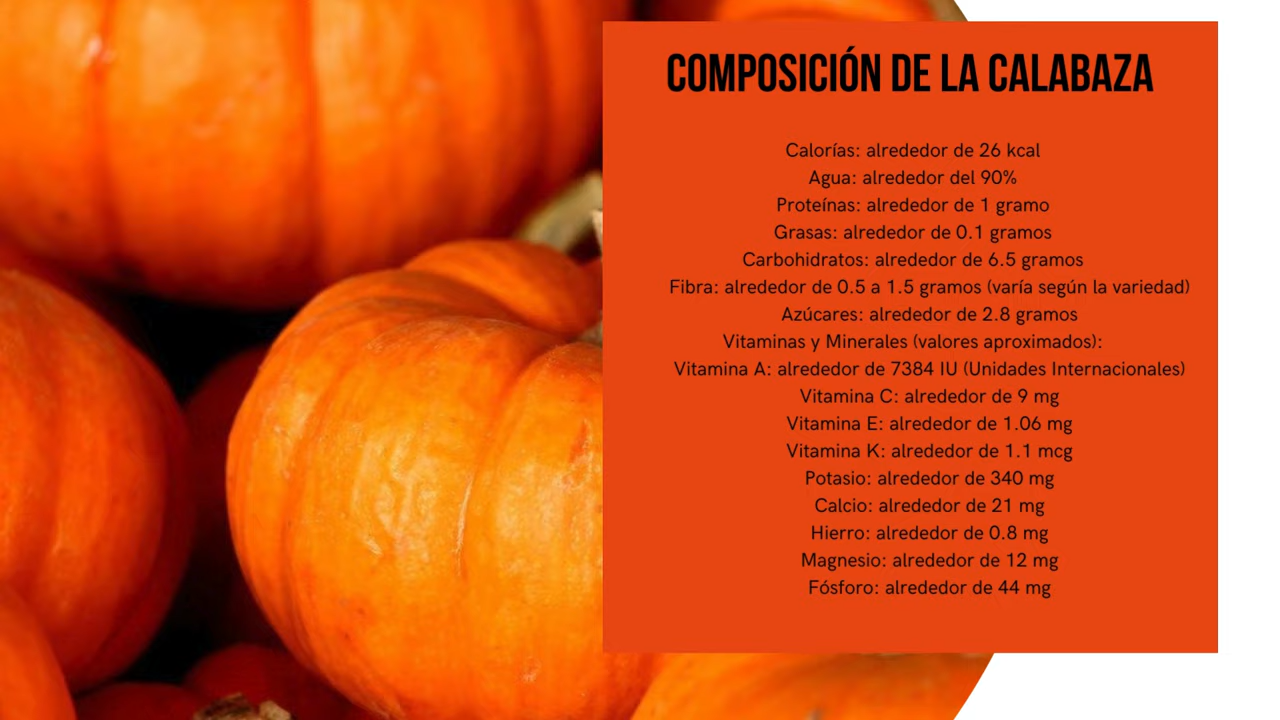 COMPOSICIÓN DE LA CALABAZA
Calorías: alrededor de 26 kcal
Agua: alrededor del 90%
Proteínas: alrededor de 1 gramo
Grasas: alrededor de 0.1 gramos
Carbohidratos: alrededor de 6.5 gramos
Fibra: alrededor de 0.5 a 1.5 gramos (varía según la variedad)
Azúcares: alrededor de 2.8 gramos
Vitaminas y Minerales (valores aproximados):
Vitamina A: alrededor de 7384 IU (Unidades Internacionales)
Vitamina C: alrededor de 9 mg
Vitamina E: alrededor de 1.06 mg
Vitamina K: alrededor de 1.1 mcg
Potasio: alrededor de 340 mg
Calcio: alrededor de 21 mg
Hierro: alrededor de 0.8 mg
Magnesio: alrededor de 12 mg
Fósforo: alrededor de 44 mg